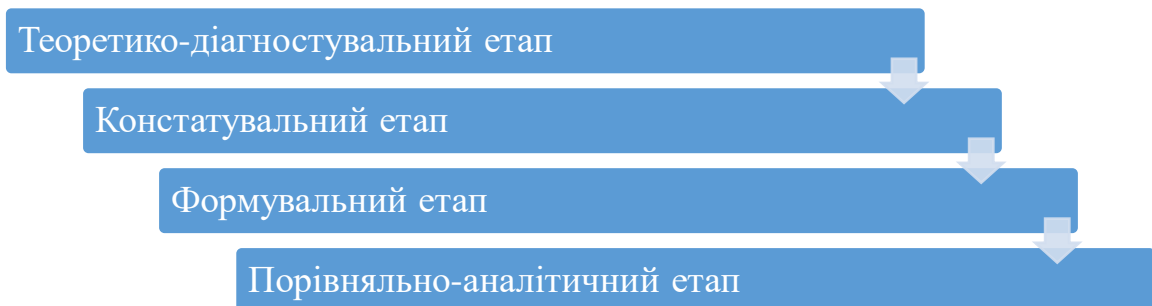 Теоретико-діагностувальний етап
Констатувальний етап
Формувальний етап
Порівняльно-аналітичний етап